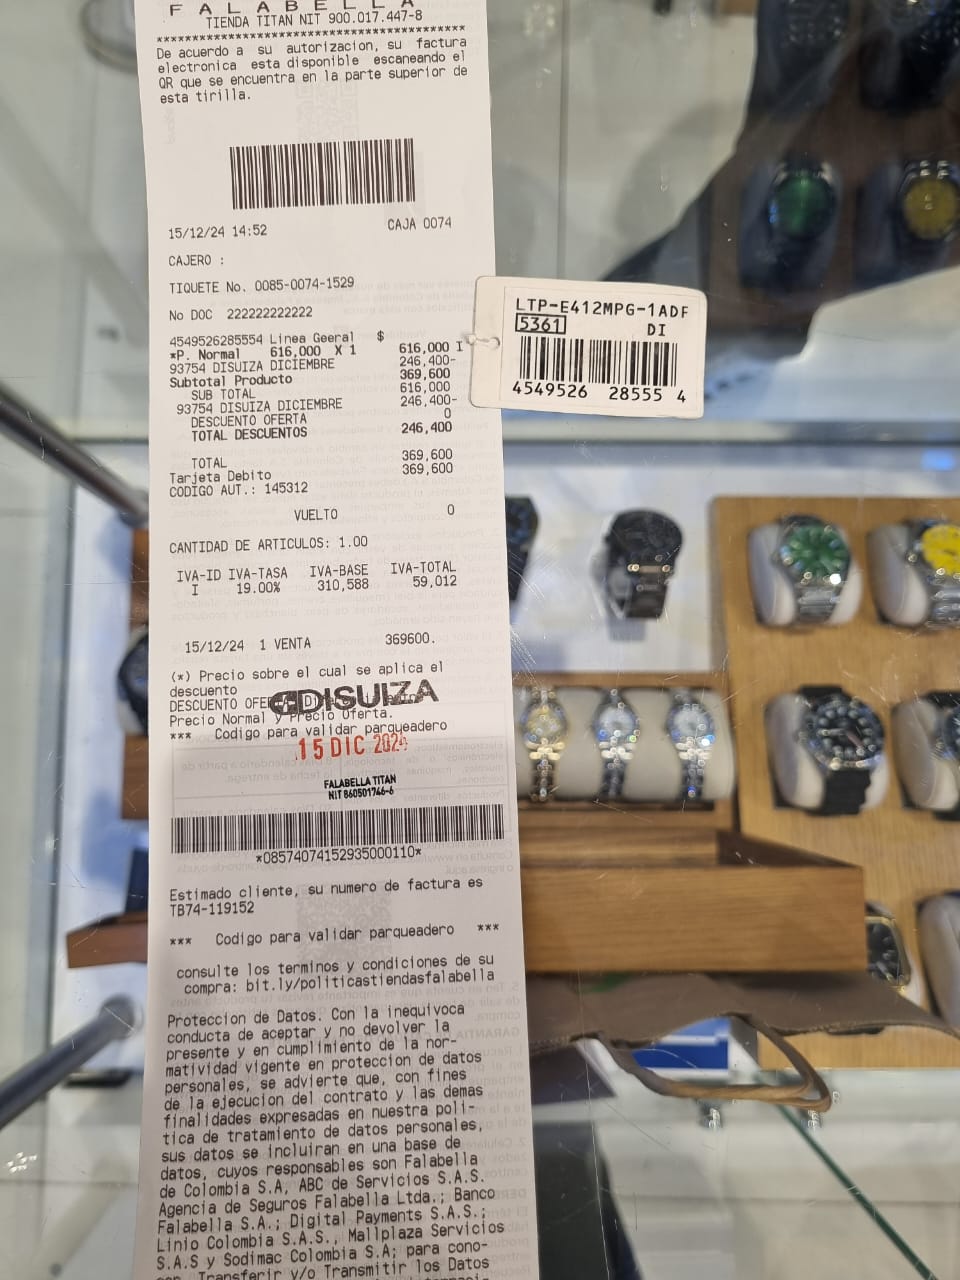 FALABELLA
TIENDA TITAN NIT 900.017.447-8
****************************************
De acuerdo a su autorizacion, su factura
electronica esta disponible escaneando el
QR que se encuentra en la parte superior de
esta tirilla.
15/12/24 14:52 CAJA 0074
CAJERO :
TIQUETE No. 0085-0074-1529
No DOC 222222222222
4549526285554 Linea Geeral $
*P. Normal 616,000 X 1 616,000 I
93754 DISUIZA DICIEMBRE 246,400-
Subtotal Producto 369,600
SUB TOTAL 616,000
93754 DISUIZA DICIEMBRE 246,400-
DESCUENTO OFERTA 0
TOTAL DESCUENTOS 246,400
TOTAL 369,600
Tarjeta Debito 369,600
CODIGO AUT.: 145312
VUELTO 0
CANTIDAD DE ARTICULOS: 1.00
IVA-ID IVA-TASA IVA-BASE IVA-TOTAL
I 19.00% 310,588 59,012
15/12/24 1 VENTA 369600.
(*) Precio sobre el cual se aplica el
descuento
DISUIZA
DESCUENTO
Precio Normal y Precio Oferta.
*** Codigo para validar parqueadero
15 DIC 2024
FALABELLA TITAN
NIT 860501746-6
*08574074152935000110*
Estimado cliente, su numero de factura es
TB74-119152
*** Codigo para validar parqueadero ***
consulte los terminos y condiciones de su
compra: bit.ly/politicastiendasfalabella
Proteccion de Datos. Con la inequivoca
conducta de aceptar y no devolver la
presente y en cumplimiento de la nor-
matividad vigente en proteccion de datos
personales, se advierte que, con fines
de la ejecucion del contrato y las demas
finalidades expresadas en nuestra poli-
tica de tratamiento de datos personales,
sus datos se incluiran en una base de
datos, cuyos responsables son Falabella
de Colombia S.A, ABC de Servicios S.A.S.
Agencia de Seguros Falabella Ltda.; Banco
Falabella S.A.; Digital Payments S.A.S.;
Linio Colombia S.A.S., Mallplaza Servicios
S.A.S y Sodimac Colombia S.A; para cono-
Transferir y/o Transmitir los Datos
LTP-E412MPG-1ADF
5361 DI
4549526 28555 4